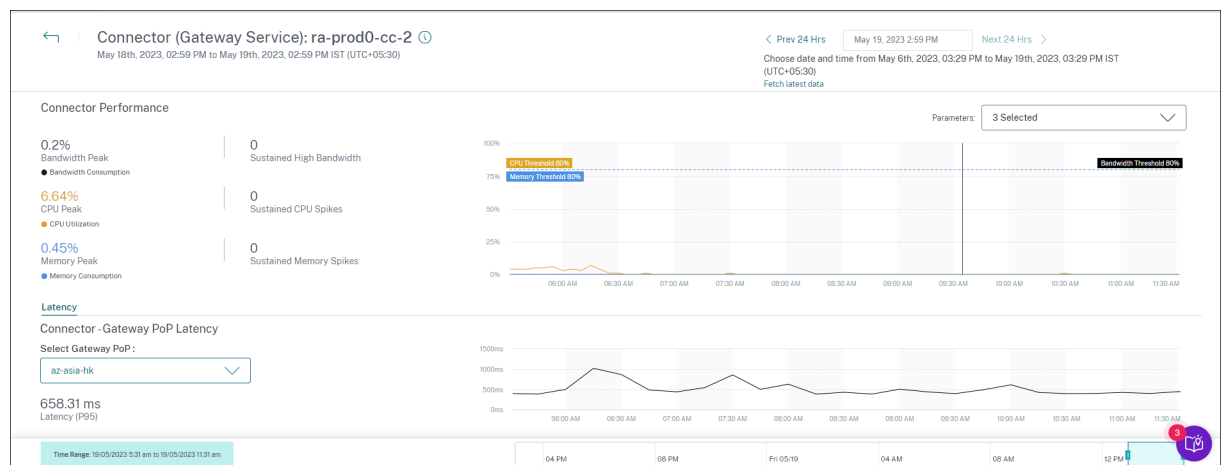 Connector (Gateway Service): ra-prod0-cc-2
May 18th, 2023, 02:59 PM to May 19th, 2023, 02:59 PM IST (UTC+05:30)
Prev 24 Hrs
May 19, 2023 2:59 PM
Next 24 Hrs
Choose date and time from May 6th, 2023, 03:29 PM to May 19th, 2023, 03:29 PM IST
(UTC+05:30)
Fetch latest data
Connector Performance
Parameters:
3 Selected
0.2%
Bandwidth Peak
Bandwidth Consumption
0
Sustained High Bandwidth
6.64%
CPU Peak
CPU Utilization
0
Sustained CPU Spikes
0.45%
Memory Peak
Memory Consumption
0
Sustained Memory Spikes
100%
75%
50%
25%
0%
CPU Threshold 80%
Memory Threshold 80%
Bandwidth Threshold 80%
06:00 AM 06:30 AM 07:00 AM 07:30 AM 08:00 AM 08:30 AM 09:00 AM 09:30 AM 10:00 AM 10:30 AM 11:00 AM 11:30 AM
Latency
Connector - Gateway PoP Latency
Select Gateway PoP :
az-asia-hk
658.31 ms
Latency (P95)
1500ms
1000ms
500ms
0ms
06:00 AM 06:30 AM 07:00 AM 07:30 AM 08:00 AM 08:30 AM 09:00 AM 09:30 AM 10:00 AM 10:30 AM 11:00 AM 11:30 AM
3
Time Range: 19/05/2023 5:31 am to 19/05/2023 11:31 am
04 PM 08 PM Fri 05/19 04 AM 08 AM 12 PM